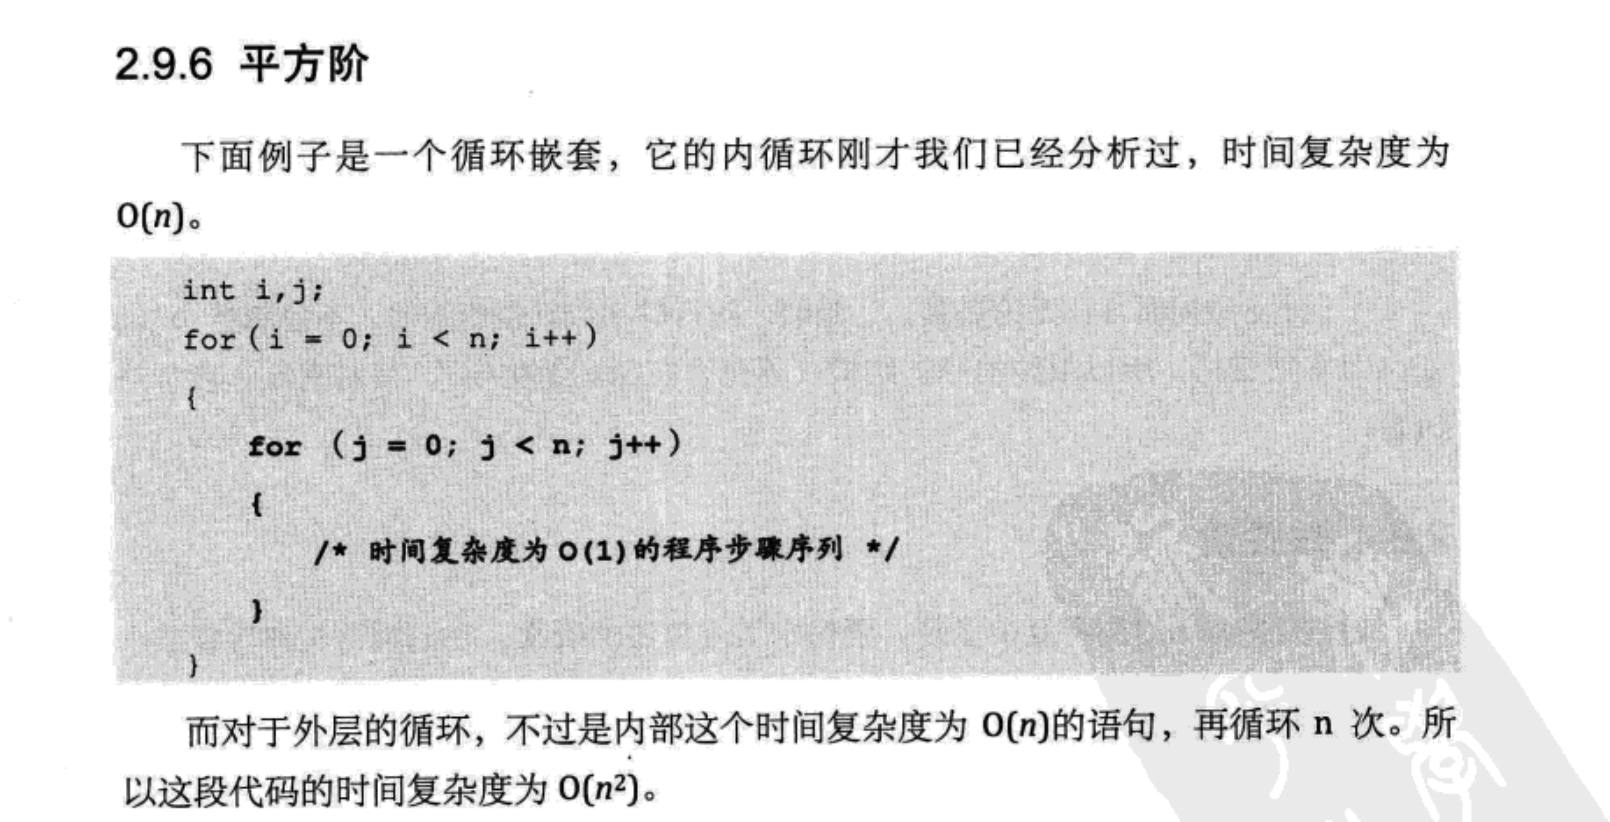 2.9.6 平方阶
下面例子是一个循环嵌套，它的内循环刚才我们已经分析过，时间复杂度为
O(n)。
int i,j;
for(i = 0; i < n; i++)
{
for (j = 0; j < n; j++)
{
/* 时间复杂度为O(1)的程序步骤序列 */
}
}
而对于外层的循环，不过是内部这个时间复杂度为 O(n)的语句，再循环 n 次。所
以这段代码的时间复杂度为 O(n²)。